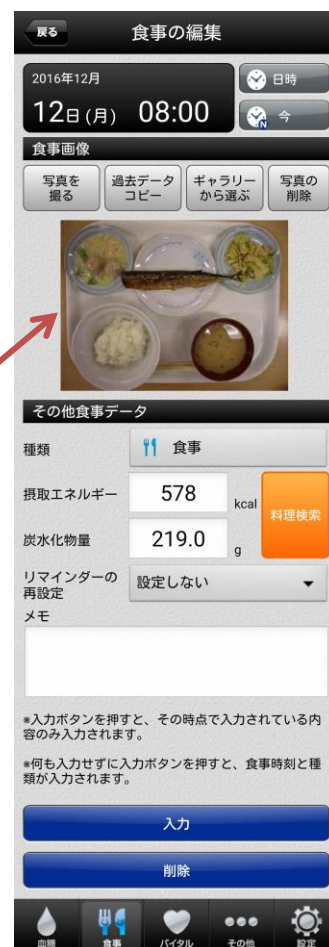 戻る
食事の編集
2016年12月
12日(月) 08:00
日時
今
食事画像
写真を
撮る
過去データ
コピー
ギャラリー
から選ぶ
写真の
削除
その他食事データ
種類
食事
摂取エネルギー
578
kcal
料理検索
炭水化物量
219.0
g
リマインダーの
再設定
設定しない
メモ
※入力ボタンを押すと、その時点で入力されている内
容のみ入力されます。
※何も入力せずに入力ボタンを押すと、食事時刻と種
類が入力されます。
入力
削除
血糖
食事
バイタル
その他
設定